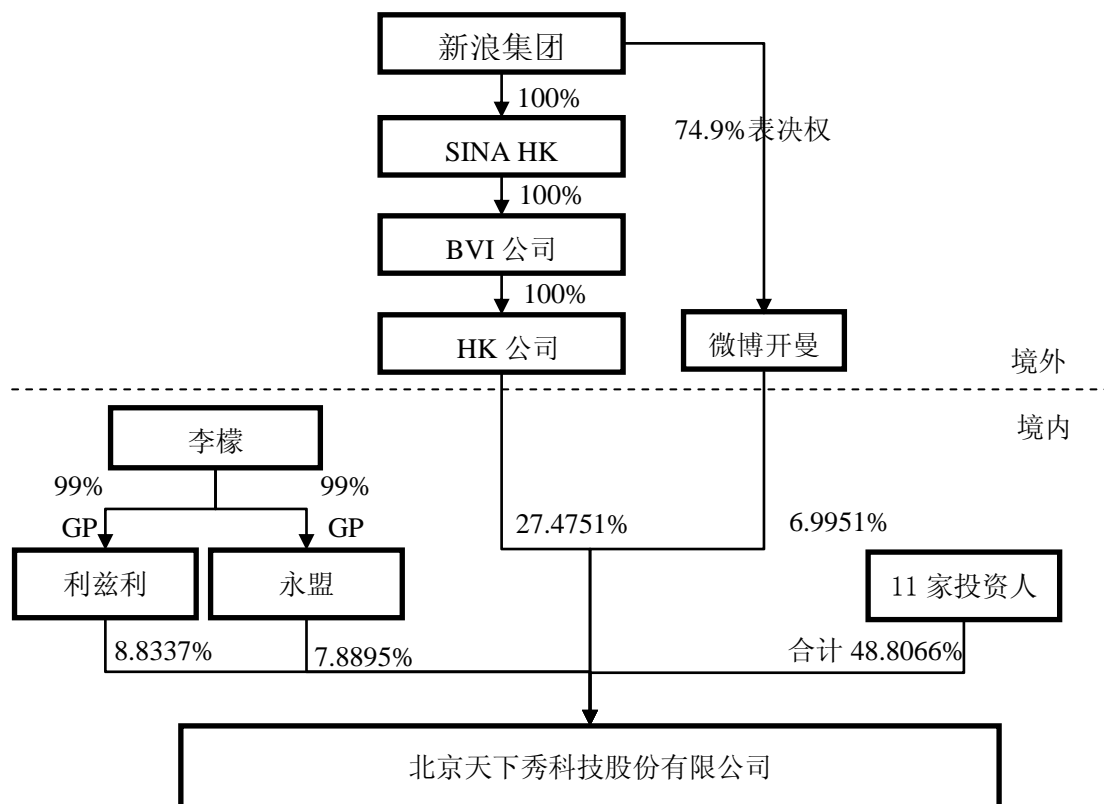 新浪集团
100%
74.9%表决权
SINA HK
100%
BVI 公司
100%
HK 公司
微博开曼
境外
境内
李檬
99%
99%
GP
GP
27.4751%
6.9951%
利兹利
永盟
11 家投资人
8.8337%
7.8895%
合计 48.8066%
北京天下秀科技股份有限公司